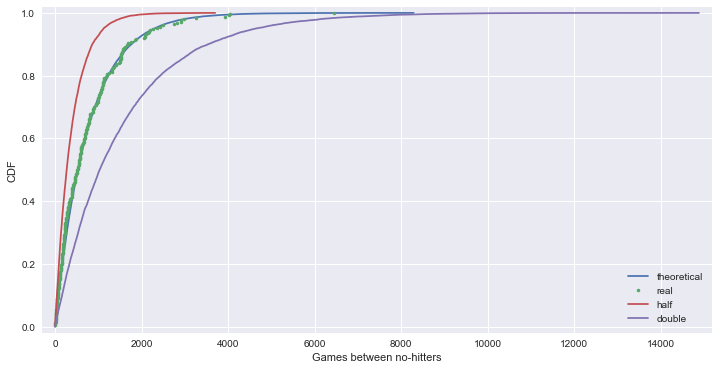 1.0
0.8
0.6
0.4
0.2
0.0
CDF
0 2000 4000 6000 8000 10000 12000 14000
Games between no-hitters
theoretical
real
half
double